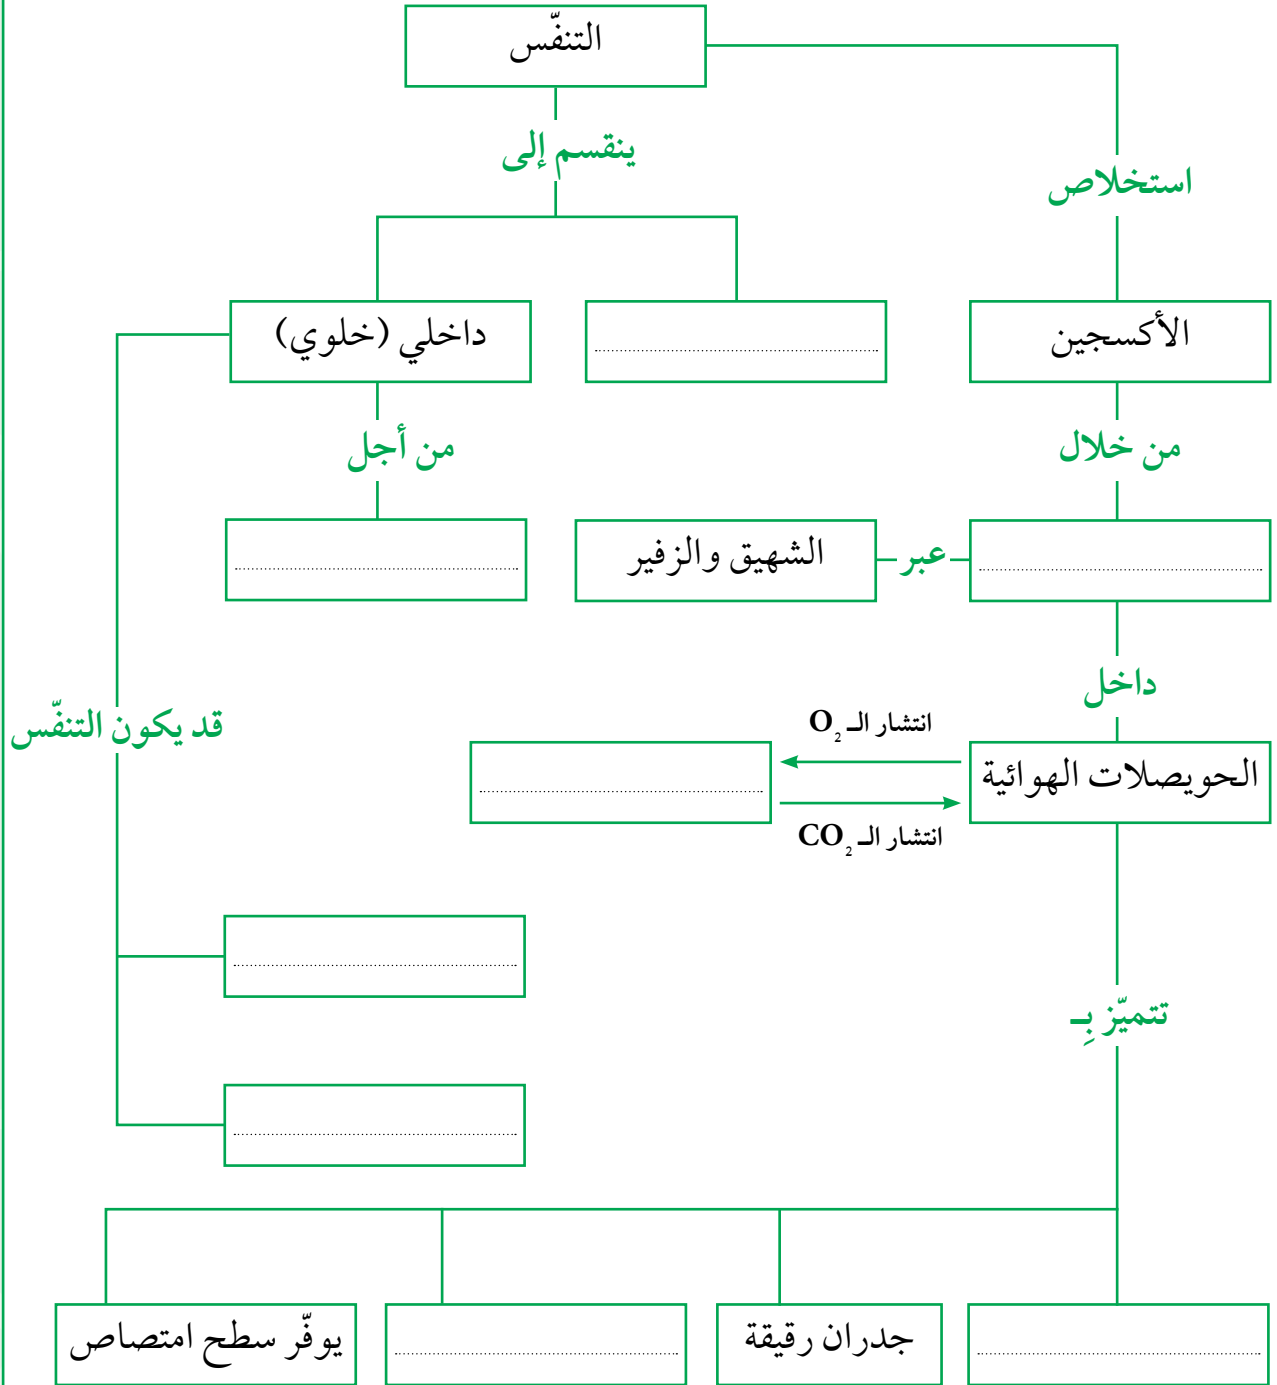 التنفّس
ينقسم إلى
استخلاص
الأكسجين
داخلي (خلوي)
من خلال
من أجل
عبر
الشهيق والزفير
داخل
قد يكون التنفّس
انتشار الـ O₂
الحويصلات الهوائية
انتشار الـ CO₂
تتميّز بِـ
جدران رقيقة
يوفّر سطح امتصاص